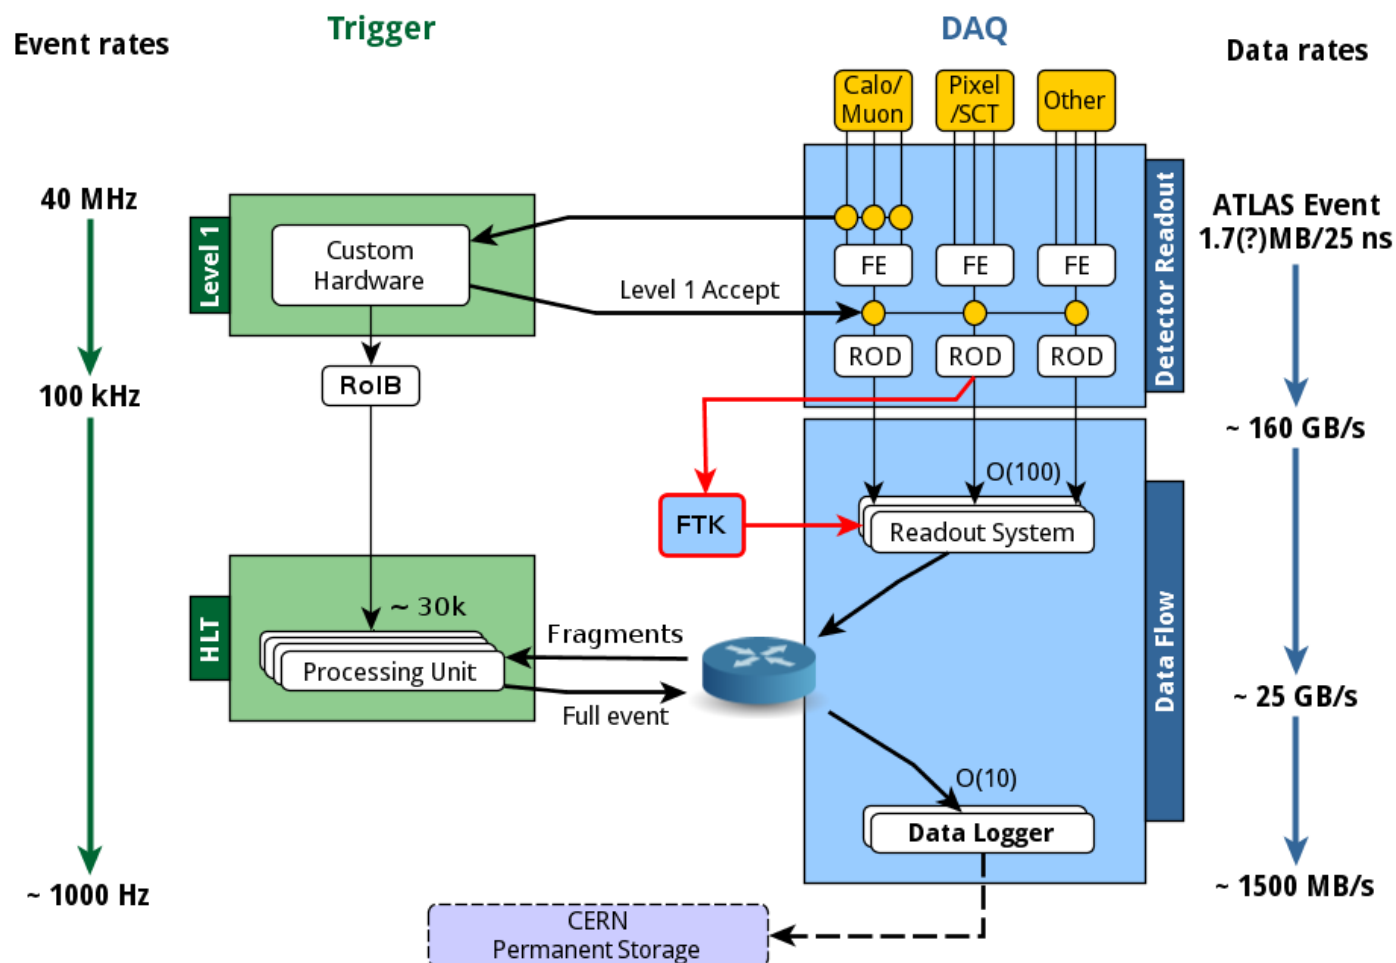 Event rates
Trigger
DAQ
Data rates
Calo/
Muon
Pixel
/SCT
Other
40 MHz
ATLAS Event
1.7(?)MB/25 ns
Level 1
Custom
Hardware
FE
FE
FE
Detector Readout
Level 1 Accept
ROD
ROD
ROD
RoIB
100 kHz
~ 160 GB/s
O(100)
FTK
Readout System
HLT
~ 30k
Processing Unit
Fragments
Full event
Data Flow
~ 25 GB/s
O(10)
Data Logger
~ 1000 Hz
~ 1500 MB/s
CERN
Permanent Storage